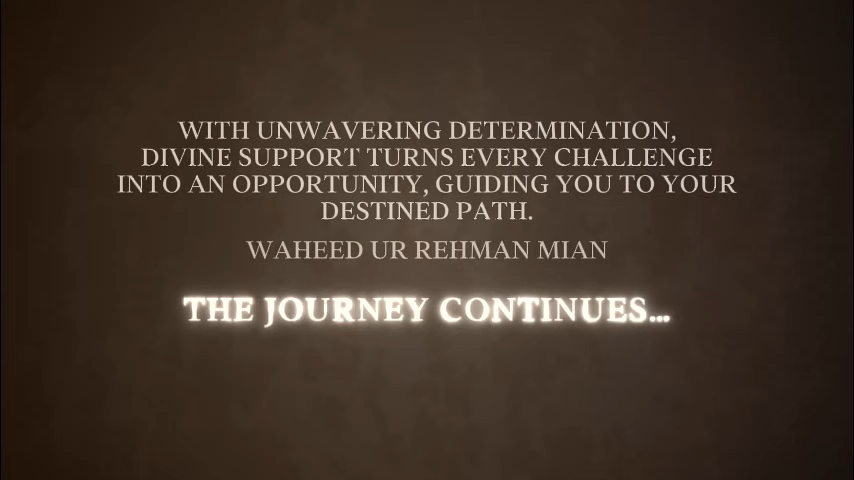 WITH UNWAVERING DETERMINATION,
DIVINE SUPPORT TURNS EVERY CHALLENGE
INTO AN OPPORTUNITY, GUIDING YOU TO YOUR
DESTINED PATH.
WAHEED UR REHMAN MIAN
THE JOURNEY CONTINUES...